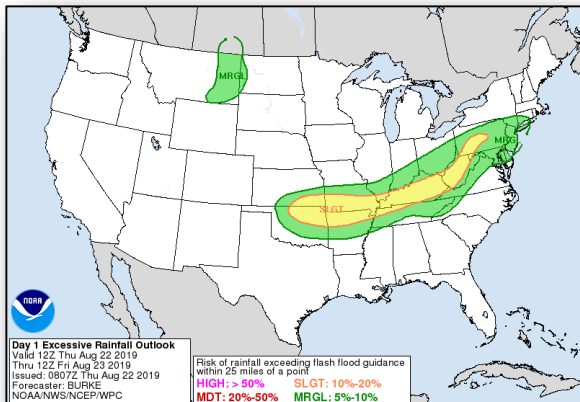 MRGL
MRG
SLGT
NOAA
Day 1 Excessive Rainfall Outlook
Valid 12Z Thu Aug 22 2019
Thru 12Z Fri Aug 23 2019
Issued: 0807Z Thu Aug 22 2019
Forecaster: BURKE
NOAA/NWS/NCEP/WPC
Risk of rainfall exceeding flash flood guidance
within 25 miles of a point
HIGH: > 50% SLGT: 10%-20%
MDT: 20%-50% MRGL: 5%-10%